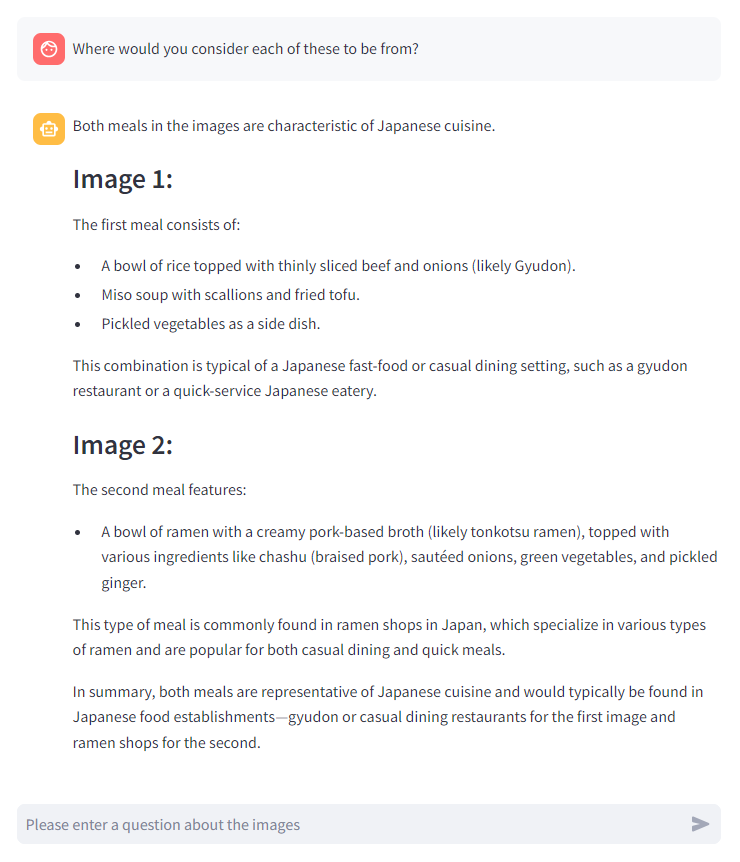 Where would you consider each of these to be from?
Both meals in the images are characteristic of Japanese cuisine.
Image 1:
The first meal consists of:
• A bowl of rice topped with thinly sliced beef and onions (likely Gyudon).
• Miso soup with scallions and fried tofu.
• Pickled vegetables as a side dish.
This combination is typical of a Japanese fast-food or casual dining setting, such as a gyudon
restaurant or a quick-service Japanese eatery.
Image 2:
The second meal features:
• A bowl of ramen with a creamy pork-based broth (likely tonkotsu ramen), topped with
various ingredients like chashu (braised pork), sautéed onions, green vegetables, and pickled
ginger.
This type of meal is commonly found in ramen shops in Japan, which specialize in various types
of ramen and are popular for both casual dining and quick meals.
In summary, both meals are representative of Japanese cuisine and would typically be found in
Japanese food establishments—gyudon or casual dining restaurants for the first image and
ramen shops for the second.
Please enter a question about the images